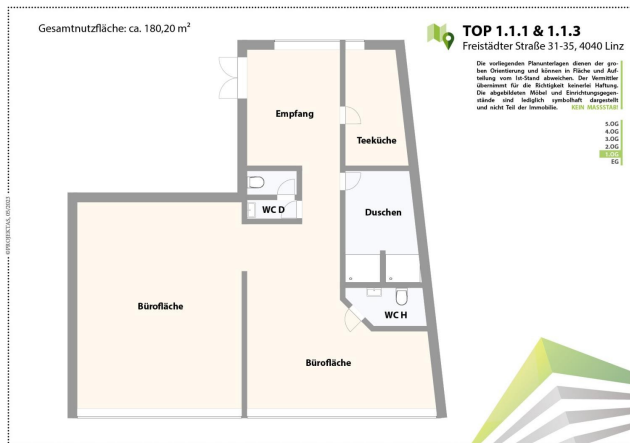 Gesamtnutzfläche: ca. 180,20 m²
TOP 1.1.1 & 1.1.3
Freistädter Straße 31-35, 4040 Linz
Die vorliegenden Planunterlagen dienen der gro-
ben Orientierung und können in Fläche und Auf-
teilung vom Ist-Stand abweichen. Der Vermittler
übernimmt für die Richtigkeit keinerlei Haftung.
Die abgebildeten Möbel und Einrichtungsgegen-
stände sind lediglich symbolhaft dargestellt
und nicht Teil der Immobilie. KEIN MASSSTAB!
5.OG
4.OG
3.OG
2.OG
1.OG
EG
Empfang
Teeküche
WC D
Duschen
Bürofläche
WC H
Bürofläche